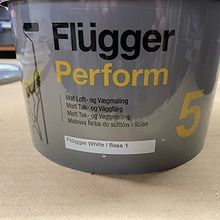 Flügger
Perform
Matt Loft- og Vægmaling
Matt Tak- og Väggfärg
Matt Tak- og Veggmaling
Matowa farba do sufitów i ścian
5
Flügger White / Base 1